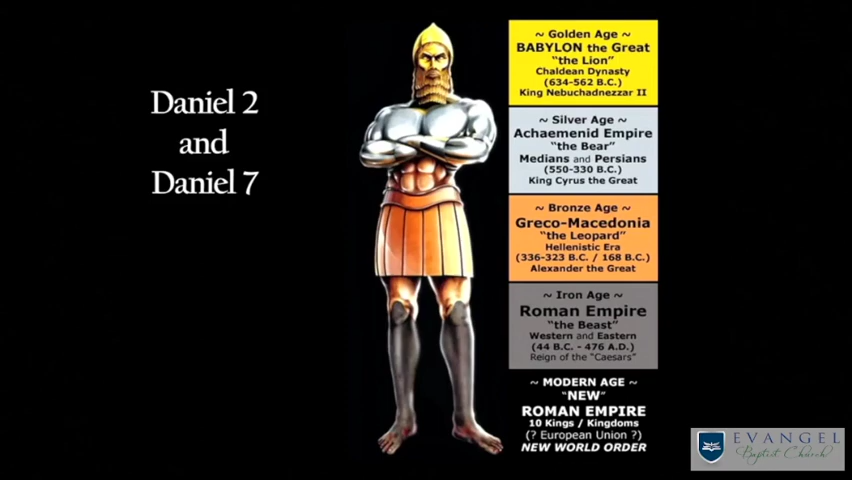 Daniel 2
and
Daniel 7
~ Golden Age ~
BABYLON the Great
"the Lion"
Chaldean Dynasty
(634-562 B.C.)
King Nebuchadnezzar II
~ Silver Age ~
Achaemenid Empire
"the Bear"
Medians and Persians
(550-330 B.C.)
King Cyrus the Great
~ Bronze Age ~
Greco-Macedonia
"the Leopard"
Hellenistic Era
(336-323 B.C. / 168 B.C.)
Alexander the Great
~ Iron Age ~
Roman Empire
"the Beast"
Western and Eastern
(44 B.C. - 476 A.D.)
Reign of the "Caesars"
~ MODERN AGE ~
"NEW"
ROMAN EMPIRE
10 Kings / Kingdoms
(? European Union ?)
NEW WORLD ORDER
EVANGEL
Baptist Church